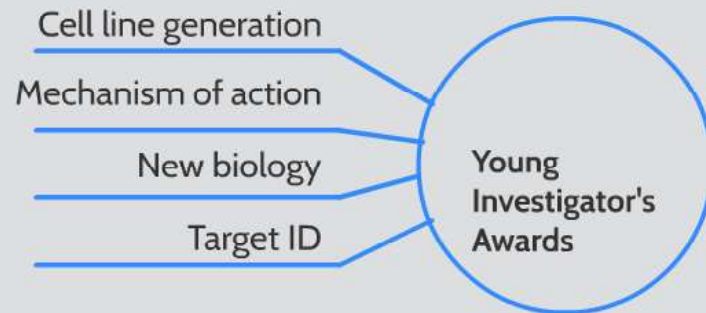 Cell line generation
Mechanism of action
New biology
Target ID
Young
Investigator's
Awards